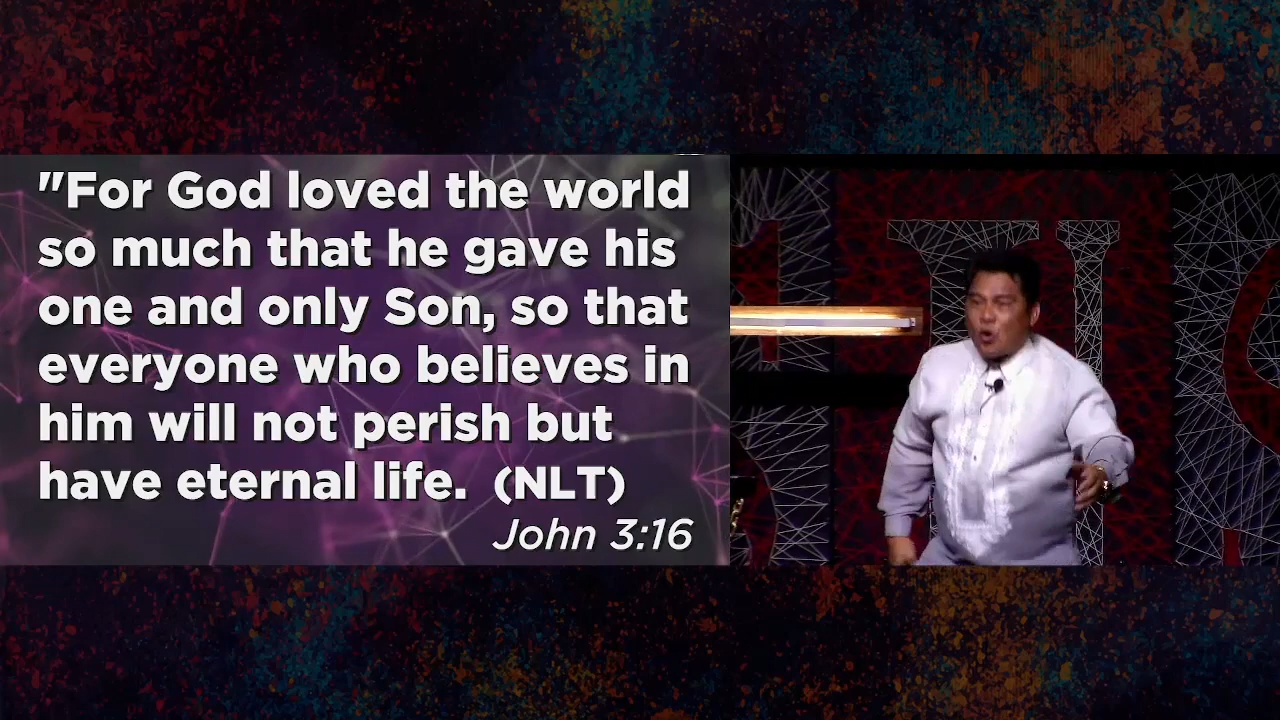 "For God loved the world
so much that he gave his
one and only Son, so that
everyone who believes in
him will not perish but
have eternal life. (NLT)
John 3:16